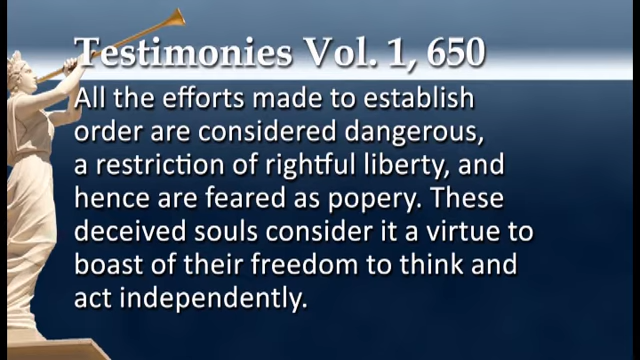 Testimonies Vol. 1, 650
All the efforts made to establish
order are considered dangerous,
a restriction of rightful liberty, and
hence are feared as popery. These
deceived souls consider it a virtue to
boast of their freedom to think and
act independently.